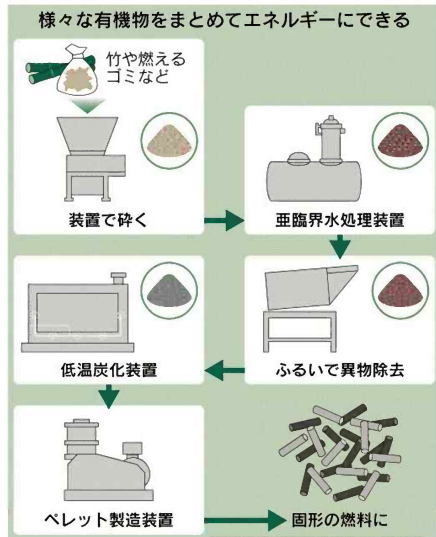 様々な有機物をまとめてエネルギーにできる
竹や燃える
ゴミなど
装置で砕く
亜臨界水処理装置
ふるいで異物除去
低温炭化装置
ペレット製造装置
固形の燃料に